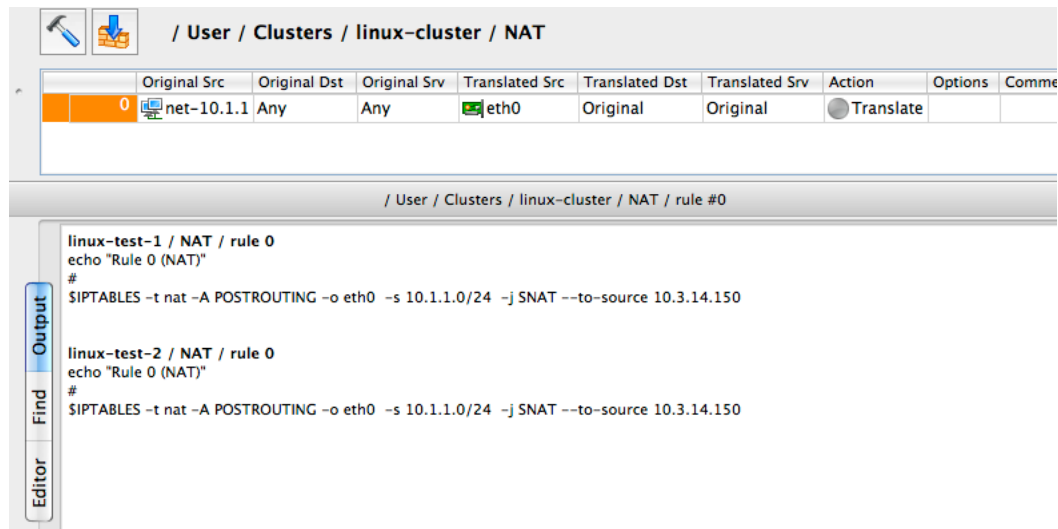 / User / Clusters / linux-cluster / NAT
Original Src Original Dst Original Srv Translated Src Translated Dst Translated Srv Action Options Comme
0 net-10.1.1 Any Any eth0 Original Original Translate
/ User / Clusters / linux-cluster / NAT / rule #0
linux-test-1 / NAT / rule 0
echo "Rule 0 (NAT)"
#
$IPTABLES -t nat -A POSTROUTING -o eth0 -s 10.1.1.0/24 -j SNAT --to-source 10.3.14.150
linux-test-2 / NAT / rule 0
echo "Rule 0 (NAT)"
#
$IPTABLES -t nat -A POSTROUTING -o eth0 -s 10.1.1.0/24 -j SNAT --to-source 10.3.14.150
Output
Find
Editor